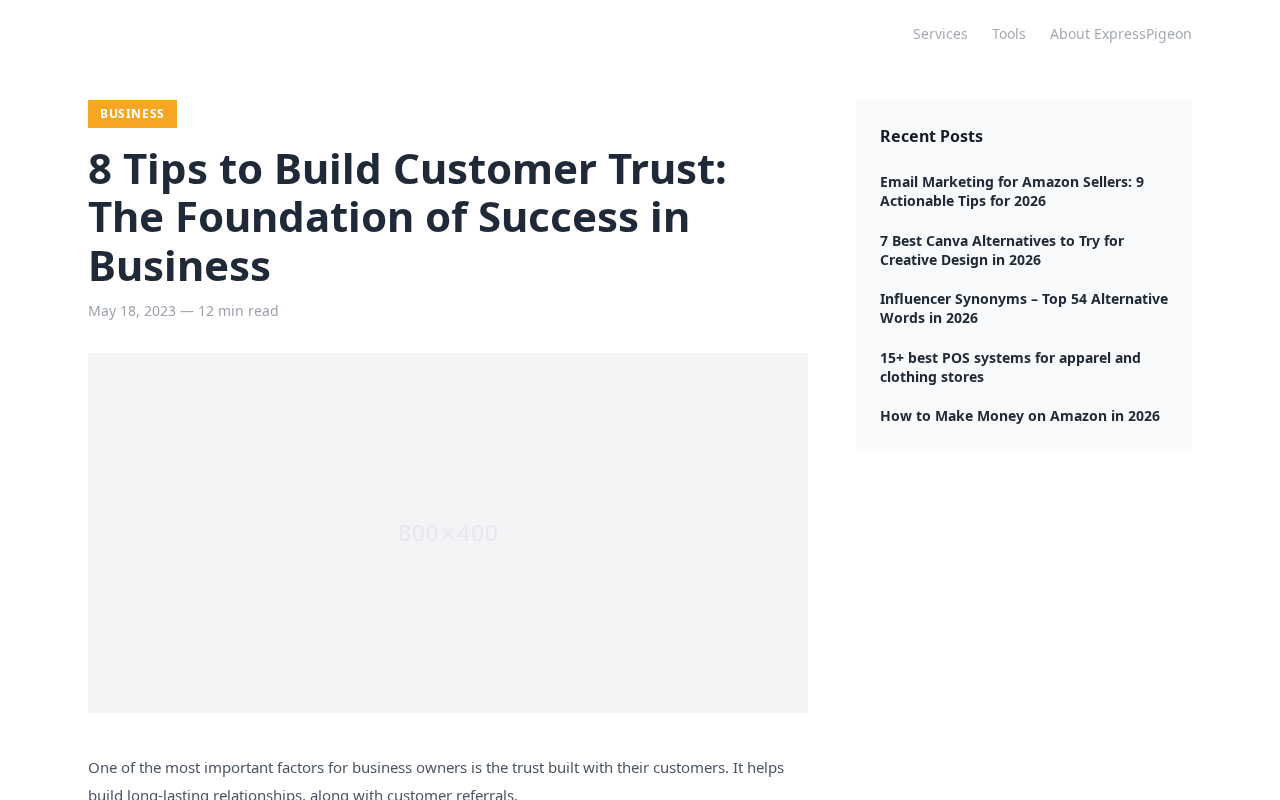 Services Tools About ExpressPigeon
BUSINESS
8 Tips to Build Customer Trust:
The Foundation of Success in
Business
May 18, 2023 — 12 min read
800×400
One of the most important factors for business owners is the trust built with their customers. It helps
build long-lasting relationships, along with customer referrals.
Recent Posts
Email Marketing for Amazon Sellers: 9
Actionable Tips for 2026
7 Best Canva Alternatives to Try for
Creative Design in 2026
Influencer Synonyms – Top 54 Alternative
Words in 2026
15+ best POS systems for apparel and
clothing stores
How to Make Money on Amazon in 2026